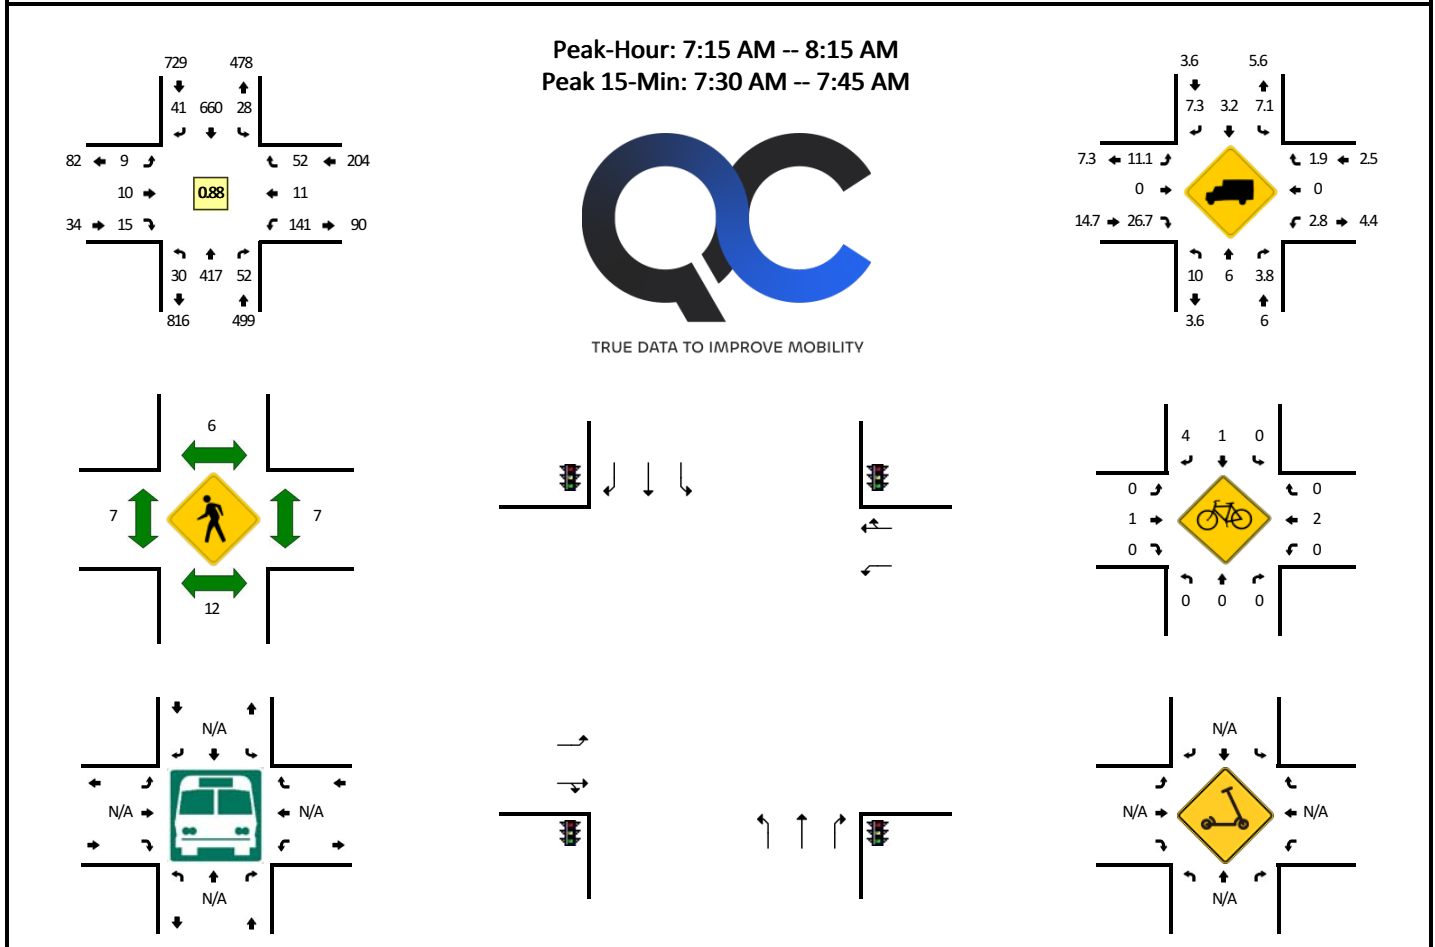 Peak-Hour: 7:15 AM -- 8:15 AM
Peak 15-Min: 7:30 AM -- 7:45 AM
729 478
41 660 28
82 9 52 204
10 0.88 11
34 15 141 90
30 417 52
816 499
QC
TRUE DATA TO IMPROVE MOBILITY
3.6 5.6
7.3 3.2 7.1
7.3 11.1 1.9 2.5
0 0
14.7 26.7 2.8 4.4
10 6 3.8
3.6 6
6
7 7
12
4 1 0
0 0
1 2
0 0
0 0 0
N/A
N/A N/A
N/A
N/A
N/A N/A
N/A